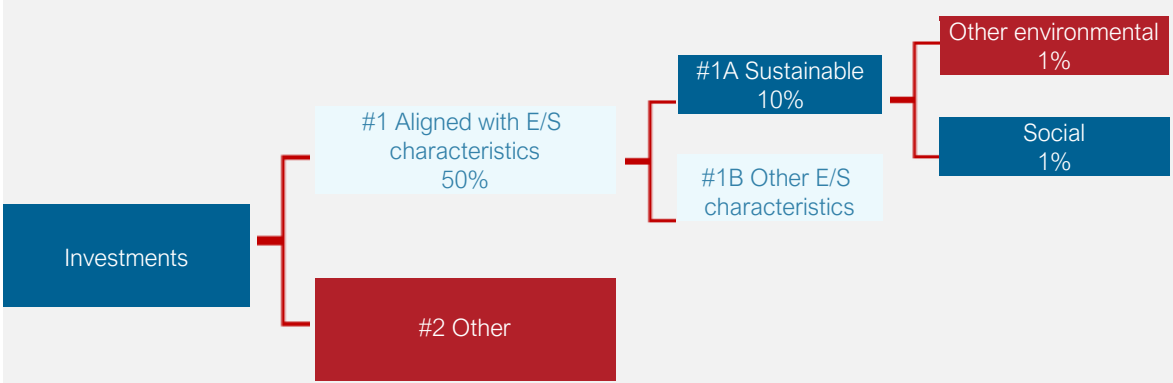 Investments
#1 Aligned with E/S
characteristics
50%
#2 Other
#1A Sustainable
10%
#1B Other E/S
characteristics
Other environmental
1%
Social
1%